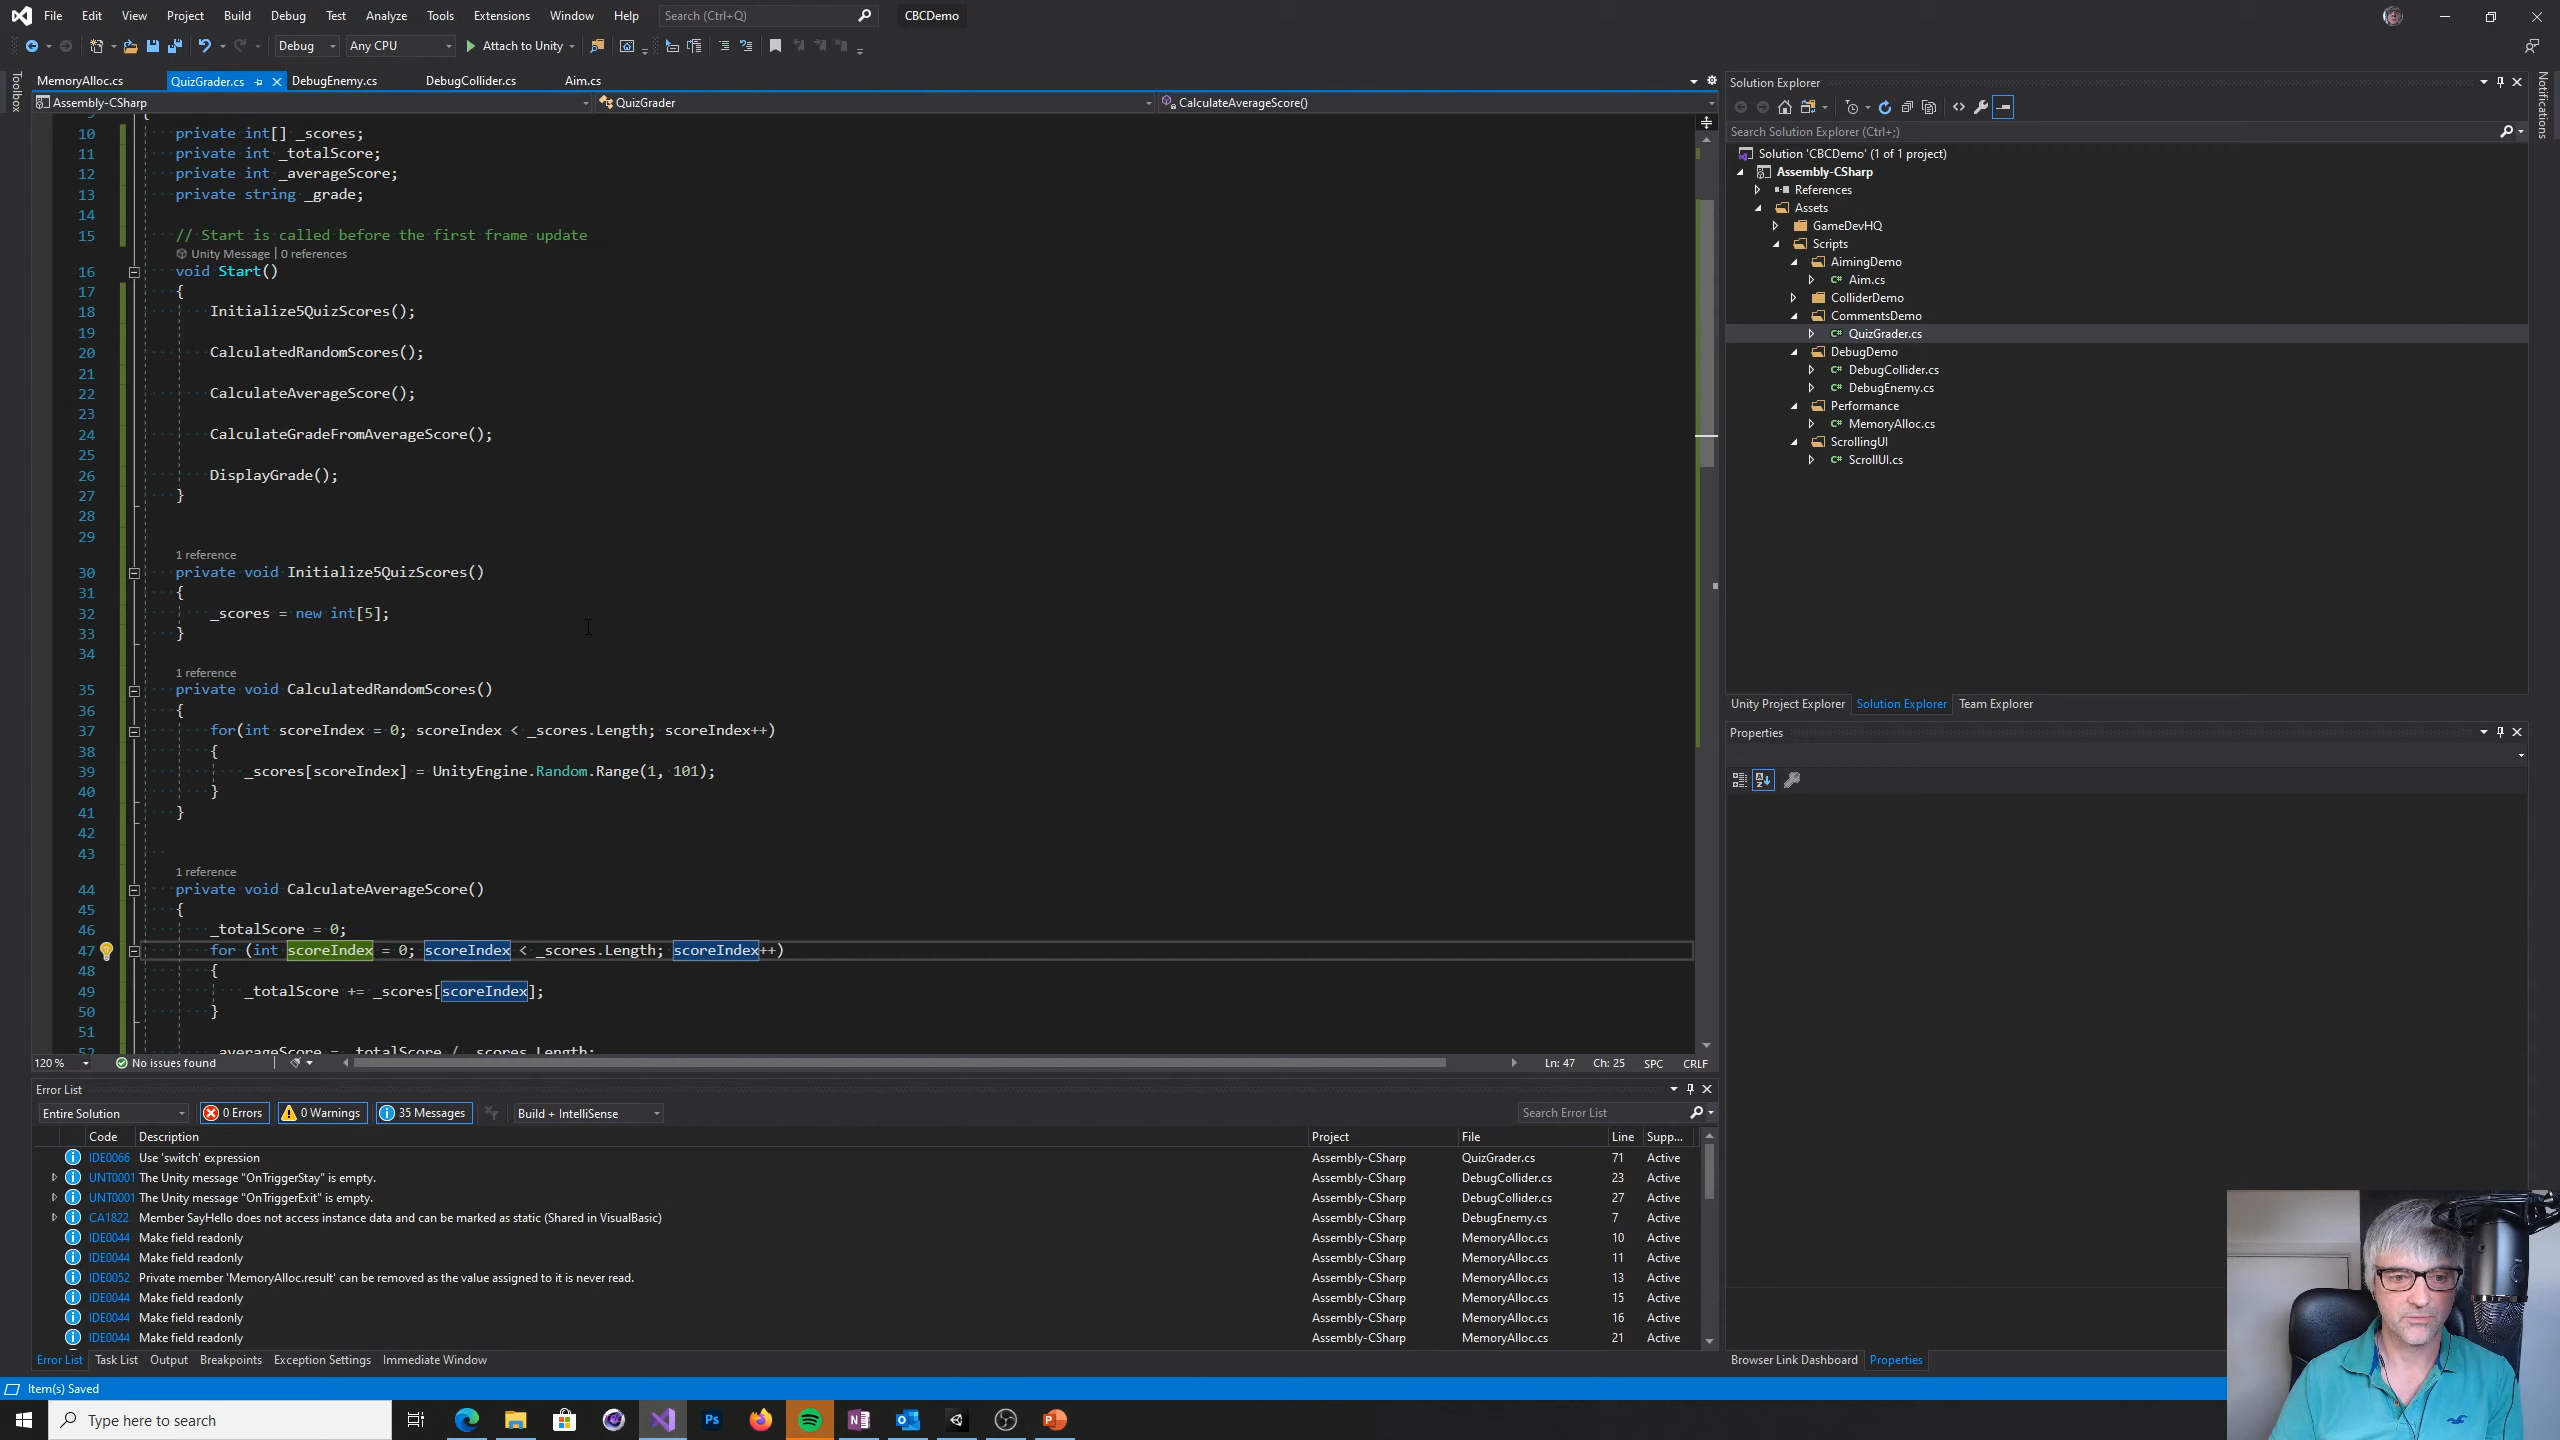 File Edit View Project Build Debug Test Analyze Tools Extensions Window Help Search (Ctrl+Q) CBCDemo
Debug Any CPU Attach to Unity
Toolbox
MemoryAlloc.cs QuizGrader.cs DebugEnemy.cs DebugCollider.cs Aim.cs
Assembly-CSharp QuizGrader CalculateAverageScore()
10 private int[] _scores;
11 private int _totalScore;
12 private int _averageScore;
13 private string _grade;
14
15 // Start is called before the first frame update
Unity Message | 0 references
16 void Start()
17 {
18 Initialize5QuizScores();
19
20 CalculatedRandomScores();
21
22 CalculateAverageScore();
23
24 CalculateGradeFromAverageScore();
25
26 DisplayGrade();
27 }
28
29
1 reference
30 private void Initialize5QuizScores()
31 {
32 _scores = new int[5];
33 }
34
1 reference
35 private void CalculatedRandomScores()
36 {
37 for(int scoreIndex = 0; scoreIndex < _scores.Length; scoreIndex++)
38 {
39 _scores[scoreIndex] = UnityEngine.Random.Range(1, 101);
40 }
41 }
42
43
1 reference
44 private void CalculateAverageScore()
45 {
46 _totalScore = 0;
47 for (int scoreIndex = 0; scoreIndex < _scores.Length; scoreIndex++)
48 {
49 _totalScore += _scores[scoreIndex];
50 }
51
52 _averageScore = _totalScore / _scores.Length;
120 % No issues found Ln: 47 Ch: 25 SPC CRLF
Error List
Entire Solution 0 Errors 0 Warnings 35 Messages Build + IntelliSense Search Error List
Code Description Project File Line Supp...
IDE0066 Use 'switch' expression Assembly-CSharp QuizGrader.cs 71 Active
UNT0001 The Unity message "OnTriggerStay" is empty. Assembly-CSharp DebugCollider.cs 23 Active
UNT0001 The Unity message "OnTriggerExit" is empty. Assembly-CSharp DebugCollider.cs 27 Active
CA1822 Member SayHello does not access instance data and can be marked as static (Shared in VisualBasic) Assembly-CSharp DebugEnemy.cs 7 Active
IDE0044 Make field readonly Assembly-CSharp MemoryAlloc.cs 10 Active
IDE0044 Make field readonly Assembly-CSharp MemoryAlloc.cs 11 Active
IDE0052 Private member 'MemoryAlloc.result' can be removed as the value assigned to it is never read. Assembly-CSharp MemoryAlloc.cs 13 Active
IDE0044 Make field readonly Assembly-CSharp MemoryAlloc.cs 15 Active
IDE0044 Make field readonly Assembly-CSharp MemoryAlloc.cs 16 Active
IDE0044 Make field readonly Assembly-CSharp MemoryAlloc.cs 21 Active
Error List Task List Output Breakpoints Exception Settings Immediate Window
Item(s) Saved
Type here to search
Solution Explorer
Search Solution Explorer (Ctrl+;)
Solution 'CBCDemo' (1 of 1 project)
Assembly-CSharp
References
Assets
GameDevHQ
Scripts
AimingDemo
C# Aim.cs
ColliderDemo
CommentsDemo
C# QuizGrader.cs
DebugDemo
C# DebugCollider.cs
C# DebugEnemy.cs
Performance
C# MemoryAlloc.cs
ScrollingUI
C# ScrollUI.cs
Unity Project Explorer Solution Explorer Team Explorer
Properties
Browser Link Dashboard Properties
Notifications